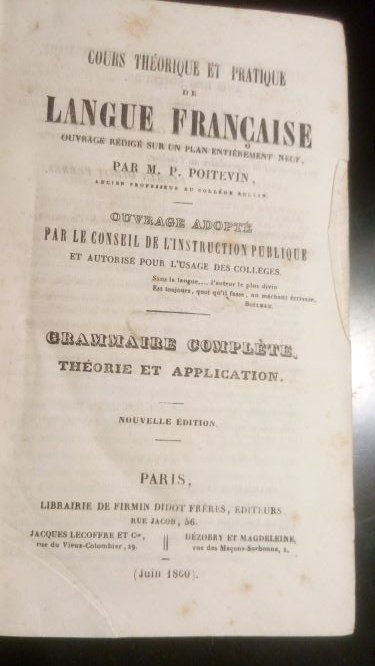 COURS THÉORIQUE ET PRATIQUE
DE
LANGUE FRANÇAISE
OUVRAGE RÉDIGÉ SUR UN PLAN ENTIÈREMENT NEUF,
PAR M. P. POITEVIN,
ANCIEN PROFESSEUR AU COLLÉGE ROLLIN.
OUVRAGE ADOPTÉ
PAR LE CONSEIL DE L'INSTRUCTION PUBLIQUE
ET AUTORISÉ POUR L'USAGE DES COLLÉGES.
Sans la langue,... l'auteur le plus divin
Est toujours, quoi qu'il fasse, un méchant écrivain.
BOILEAU.
GRAMMAIRE COMPLÈTE,
THÉORIE ET APPLICATION.
NOUVELLE ÉDITION.
PARIS,
LIBRAIRIE DE FIRMIN DIDOT FRÈRES, EDITEURS
RUE JACOB, 56.
JACQUES LECOFFRE ET Cie,
rue du Vieux-Colombier, 29.
DÉZOBRY ET MAGDELEINE,
rue des Maçons-Sorbonne, 1.
(Juin 1860).